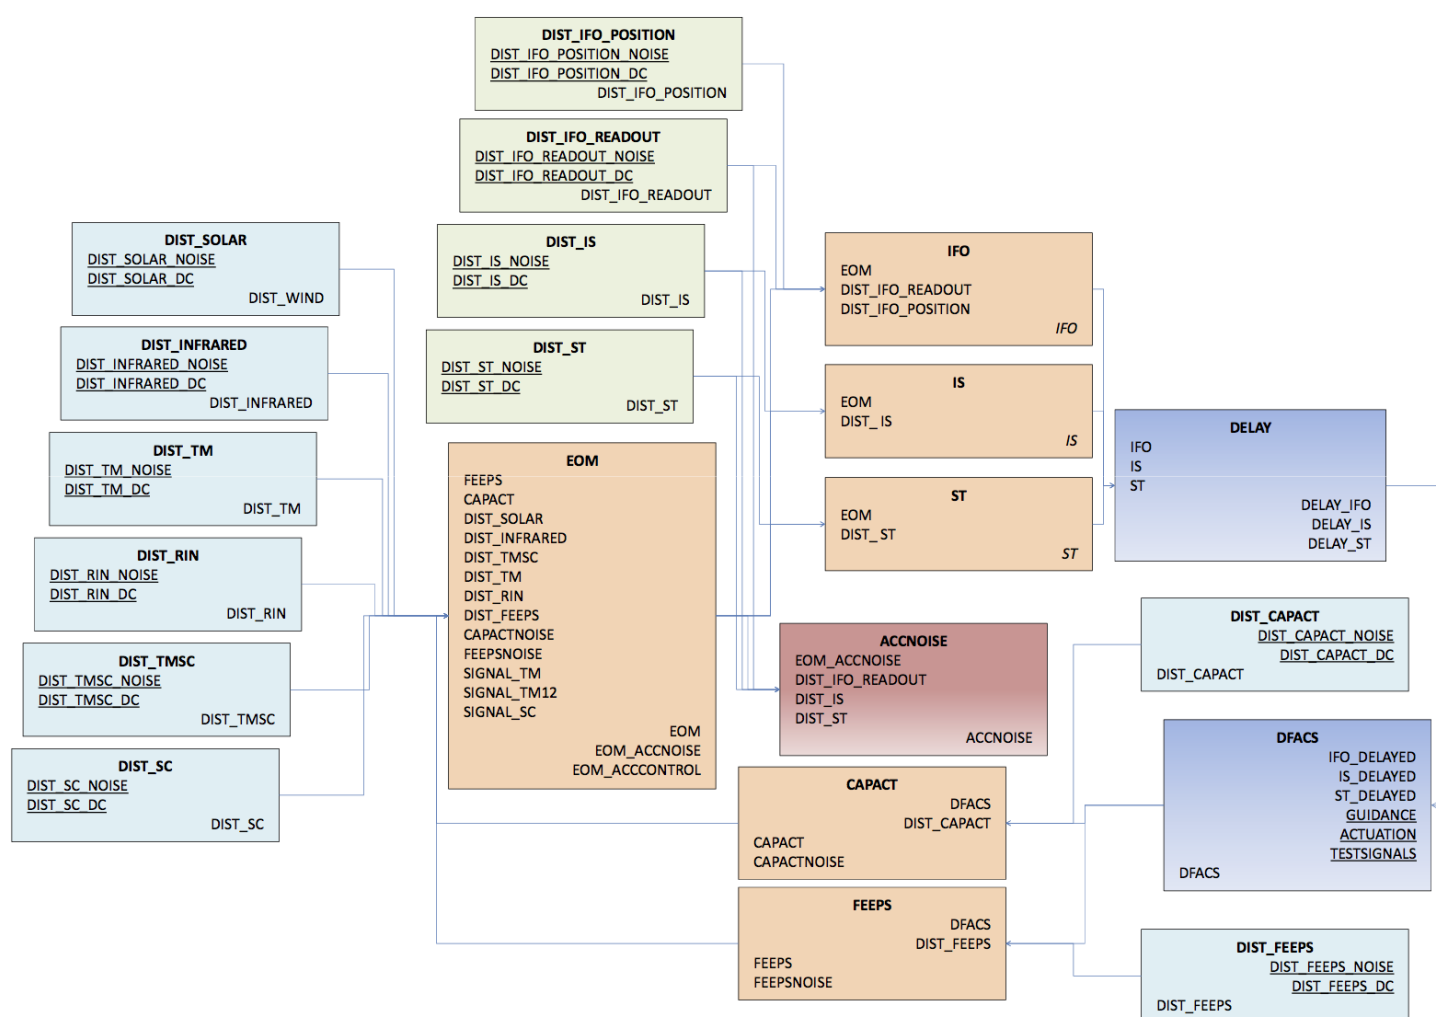 DIST_IFO_POSITION
DIST_IFO_POSITION_NOISE
DIST_IFO_POSITION_DC
DIST_IFO_POSITION
DIST_IFO_READOUT
DIST_IFO_READOUT_NOISE
DIST_IFO_READOUT_DC
DIST_IFO_READOUT
DIST_SOLAR
DIST_SOLAR_NOISE
DIST_SOLAR_DC
DIST_WIND
DIST_IS
DIST_IS_NOISE
DIST_IS_DC
DIST_IS
IFO
EOM
DIST_IFO_READOUT
DIST_IFO_POSITION
IFO
DIST_INFRARED
DIST_INFRARED_NOISE
DIST_INFRARED_DC
DIST_INFRARED
DIST_ST
DIST_ST_NOISE
DIST_ST_DC
DIST_ST
IS
EOM
DIST_ IS
IS
DIST_TM
DIST_TM_NOISE
DIST_TM_DC
DIST_TM
EOM
FEEPS
CAPACT
DIST_SOLAR
DIST_INFRARED
DIST_TMSC
DIST_TM
DIST_RIN
DIST_FEEPS
CAPACTNOISE
FEEPSNOISE
SIGNAL_TM
SIGNAL_TM12
SIGNAL_SC
EOM
EOM_ACCNOISE
EOM_ACCCONTROL
ST
EOM
DIST_ ST
ST
DELAY
IFO
IS
ST
DELAY_IFO
DELAY_IS
DELAY_ST
DIST_RIN
DIST_RIN_NOISE
DIST_RIN_DC
DIST_RIN
DIST_TMSC
DIST_TMSC_NOISE
DIST_TMSC_DC
DIST_TMSC
DIST_SC
DIST_SC_NOISE
DIST_SC_DC
DIST_SC
ACCNOISE
EOM_ACCNOISE
DIST_IFO_READOUT
DIST_IS
DIST_ST
ACCNOISE
DIST_CAPACT
DIST_CAPACT_NOISE
DIST_CAPACT_DC
DIST_CAPACT
CAPACT
DFACS
DIST_CAPACT
CAPACT
CAPACTNOISE
DFACS
IFO_DELAYED
IS_DELAYED
ST_DELAYED
GUIDANCE
ACTUATION
TESTSIGNALS
DFACS
FEEPS
DFACS
DIST_FEEPS
FEEPS
FEEPSNOISE
DIST_FEEPS
DIST_FEEPS_NOISE
DIST_FEEPS_DC
DIST_FEEPS